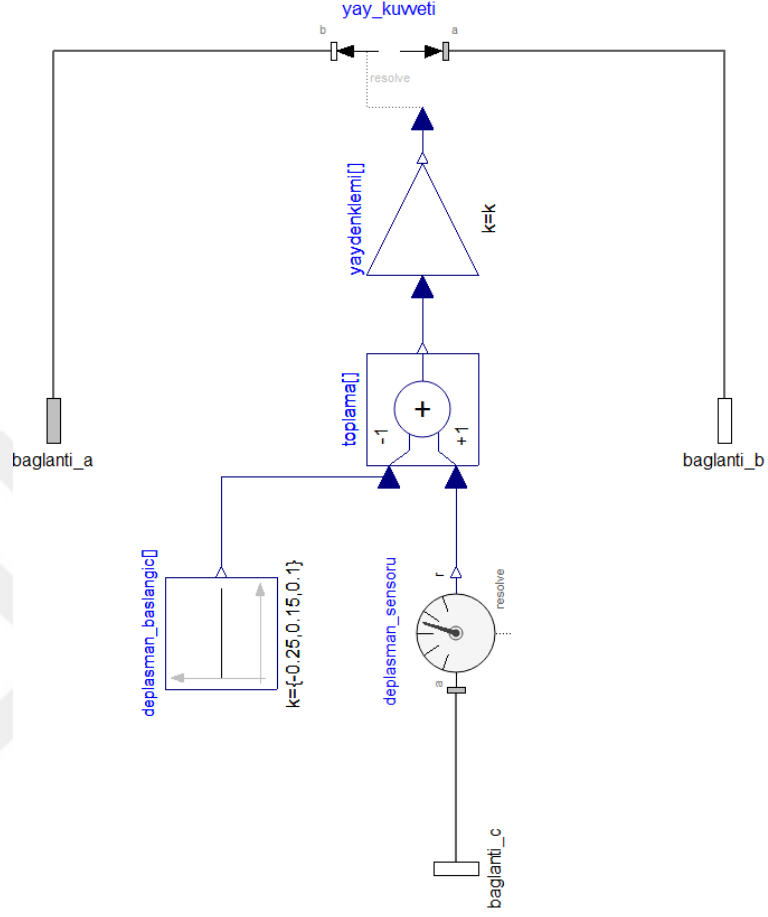 yay_kuvveti
b
a
resolve
yaydenklemi[]
k=k
toplama[]
+
-1
+1
baglanti_a
baglanti_b
deplasman_baslangic[]
k={-0.25,0.15,0.1}
deplasman_sensoru
r
resolve
a
baglanti_c